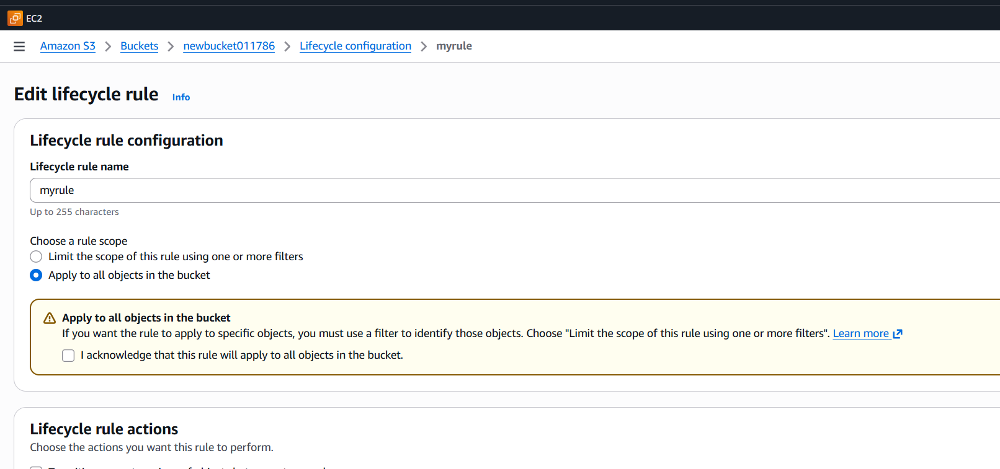 EC2
Amazon S3 > Buckets > newbucket011786 > Lifecycle configuration > myrule
Edit lifecycle rule Info
Lifecycle rule configuration
Lifecycle rule name
myrule
Up to 255 characters
Choose a rule scope
Limit the scope of this rule using one or more filters
Apply to all objects in the bucket
Apply to all objects in the bucket
If you want the rule to apply to specific objects, you must use a filter to identify those objects. Choose "Limit the scope of this rule using one or more filters". Learn more
I acknowledge that this rule will apply to all objects in the bucket.
Lifecycle rule actions
Choose the actions you want this rule to perform.